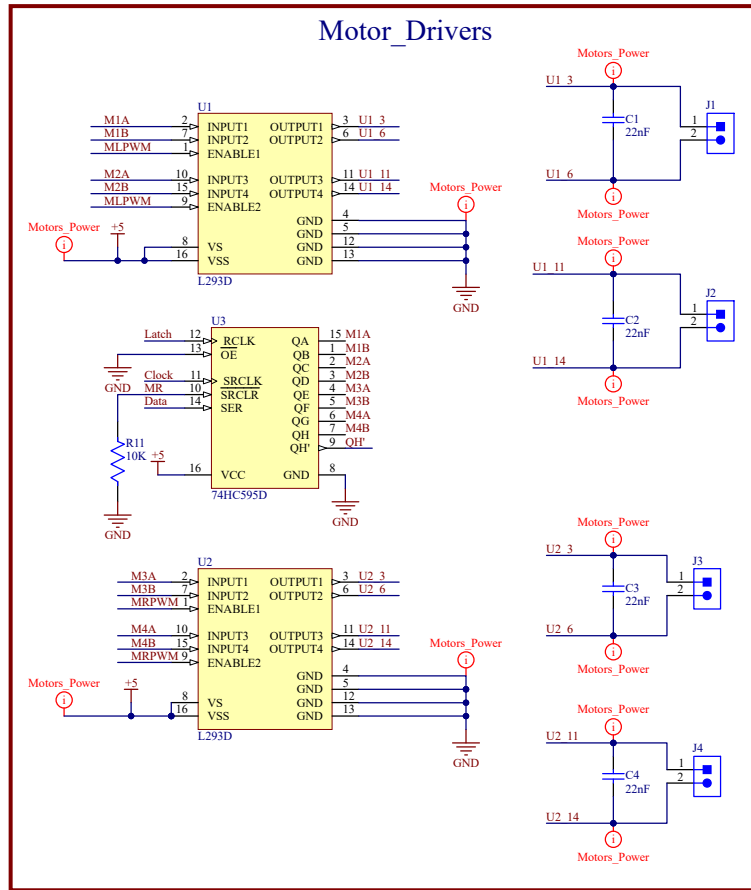 Motor_Drivers
U1
M1A 2 INPUT1 OUTPUT1 3 U1_3
M1B 7 INPUT2 OUTPUT2 6 U1_6
MLPWM 1 ENABLE1
M2A 10 INPUT3 OUTPUT3 11 U1_11
M2B 15 INPUT4 OUTPUT4 14 U1_14
MLPWM 9 ENABLE2
GND 4
GND 5
GND 12
GND 13
Motors_Power
i
+5
8 VS
16 VSS
L293D
Motors_Power
i
GND
U3
Latch 12 RCLK QA 15 M1A
13 OE QB 1 M1B
QC 2 M2A
Clock 11 SRCLK QD 3 M2B
MR 10 SRCLR QE 4 M3A
Data 14 SER QF 5 M3B
QG 6 M4A
QH 7 M4B
QH' 9 QH'
GND
R11
10K
+5
16 VCC GND 8
74HC595D
GND
GND
U2
M3A 2 INPUT1 OUTPUT1 3 U2_3
M3B 7 INPUT2 OUTPUT2 6 U2_6
MRPWM 1 ENABLE1
M4A 10 INPUT3 OUTPUT3 11 U2_11
M4B 15 INPUT4 OUTPUT4 14 U2_14
MRPWM 9 ENABLE2
GND 4
GND 5
GND 12
GND 13
Motors_Power
i
+5
8 VS
16 VSS
L293D
Motors_Power
i
GND
Motors_Power
i
U1_3
C1
22nF
J1
1
2
U1_6
i
Motors_Power
Motors_Power
i
U1_11
C2
22nF
J2
1
2
U1_14
i
Motors_Power
Motors_Power
i
U2_3
C3
22nF
J3
1
2
U2_6
i
Motors_Power
Motors_Power
i
U2_11
C4
22nF
J4
1
2
U2_14
i
Motors_Power